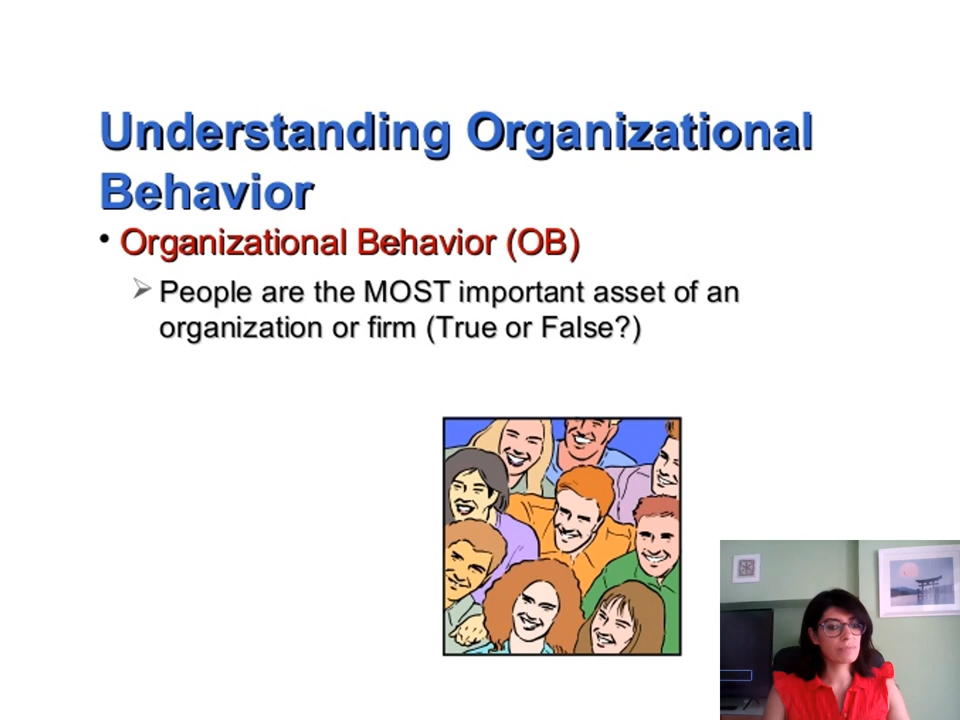 Understanding Organizational
Behavior
• Organizational Behavior (OB)
➢ People are the MOST important asset of an
organization or firm (True or False?)